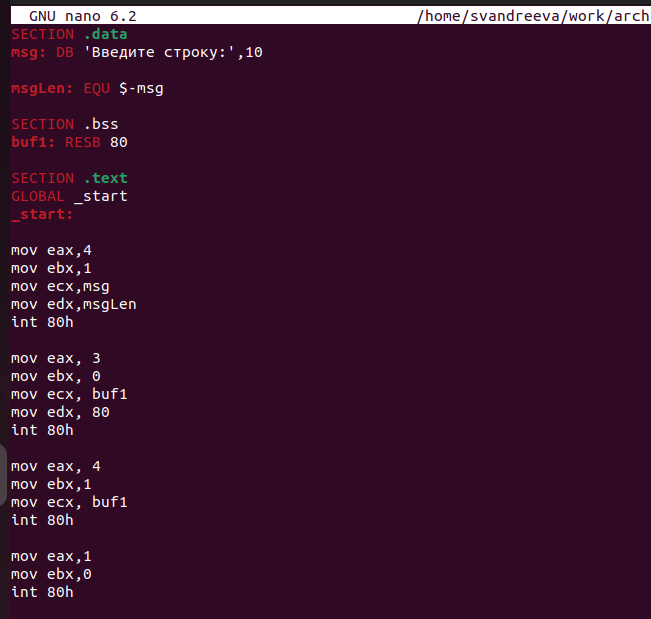 GNU nano 6.2 /home/svandreeva/work/arch
SECTION .data
msg: DB 'Введите строку:',10
msgLen: EQU $-msg
SECTION .bss
buf1: RESB 80
SECTION .text
GLOBAL _start
_start:
mov eax,4
mov ebx,1
mov ecx,msg
mov edx,msgLen
int 80h
mov eax, 3
mov ebx, 0
mov ecx, buf1
mov edx, 80
int 80h
mov eax, 4
mov ebx,1
mov ecx, buf1
int 80h
mov eax,1
mov ebx,0
int 80h